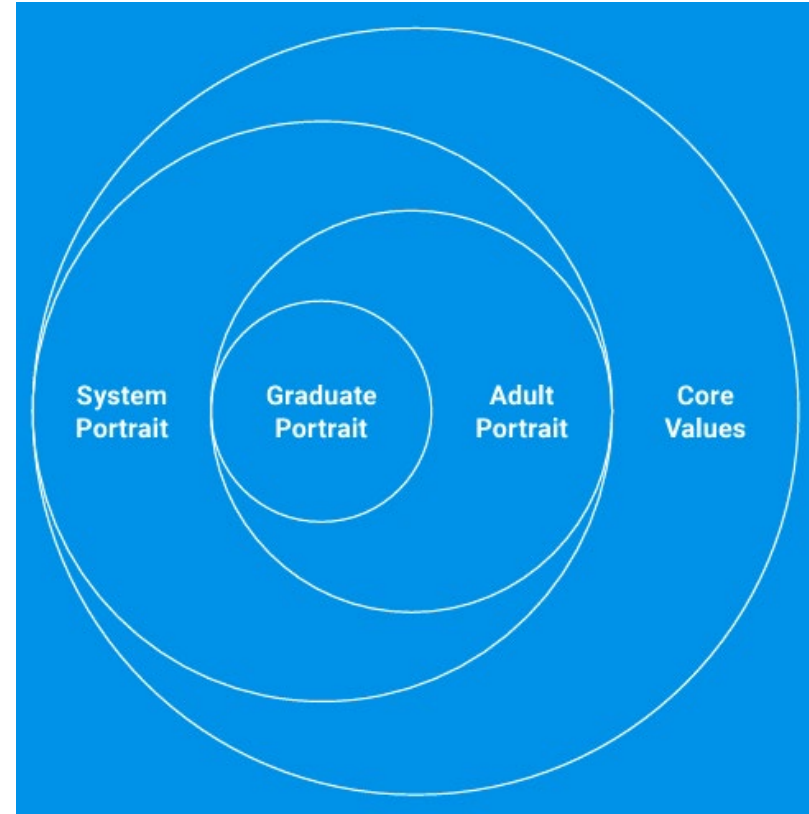 System
Portrait
Graduate
Portrait
Adult
Portrait
Core
Values